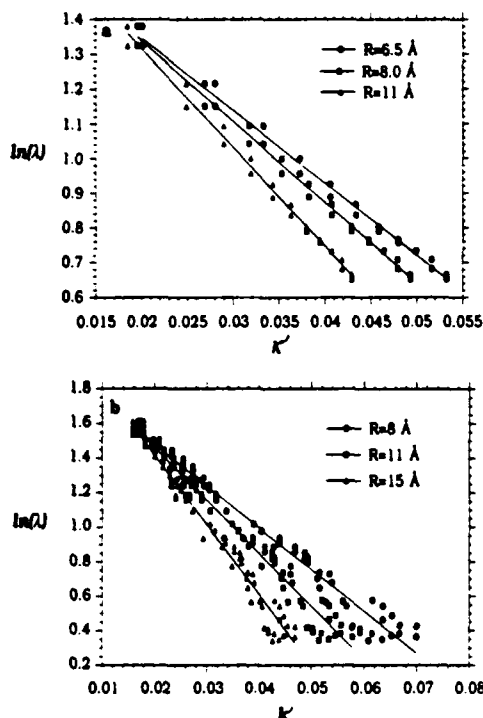 1.4
a
1.3
1.2
1.1
1.0
0.9
0.8
0.7
0.6
ln(λ)
R=6.5 Å
R=8.0 Å
R=11 Å
0.015 0.02 0.025 0.03 0.035 0.04 0.045 0.05 0.055
K′
1.8
b
1.6
1.4
1.2
1.0
0.8
0.6
0.4
0.2
ln(λ)
R=8 Å
R=11 Å
R=15 Å
0.01 0.02 0.03 0.04 0.05 0.06 0.07 0.08
K′